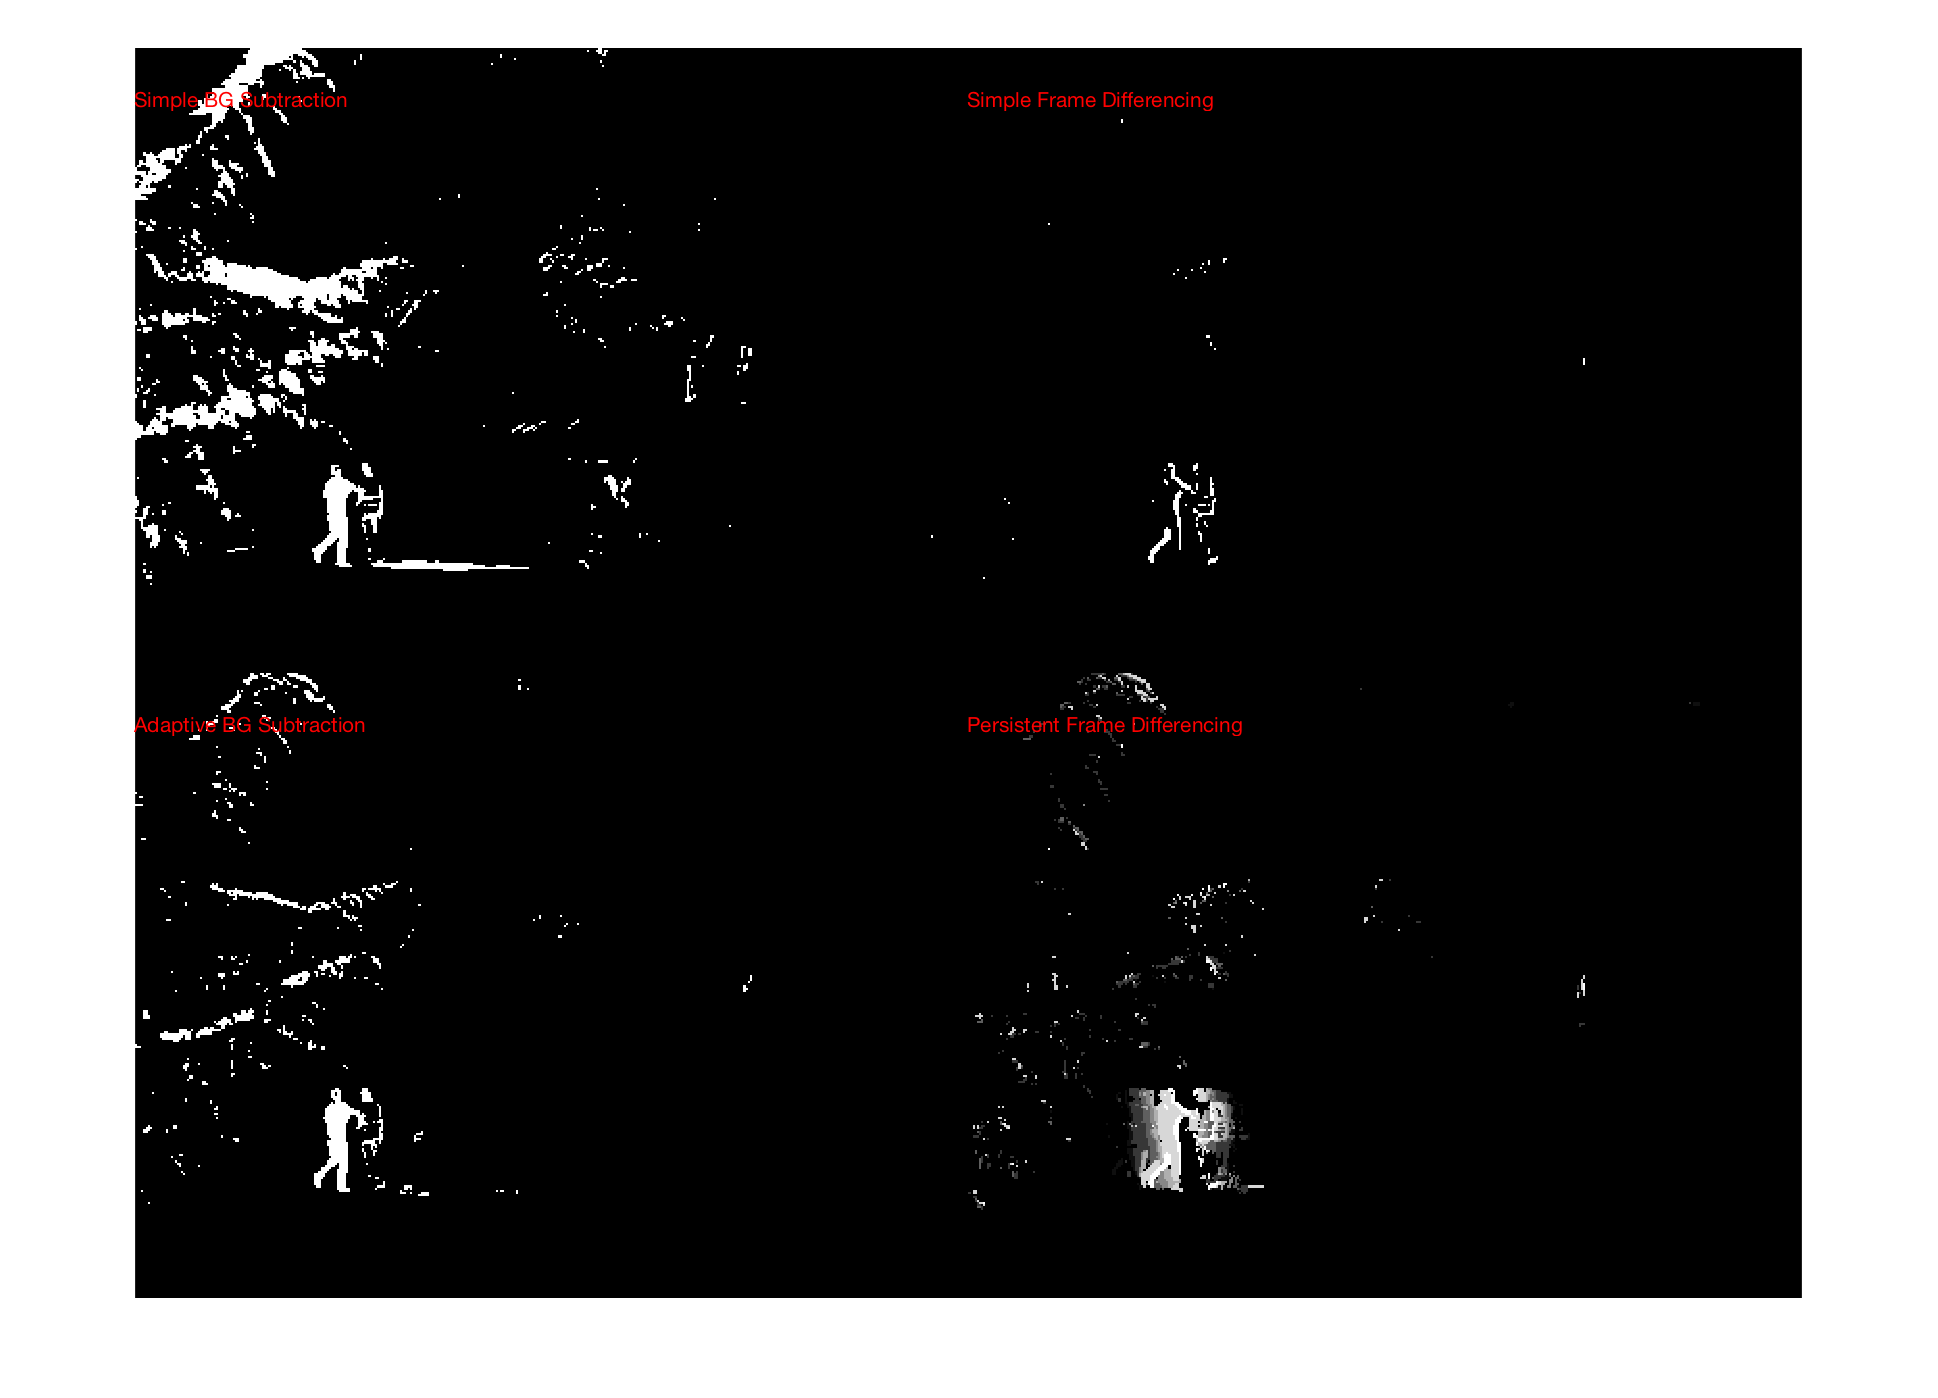 Simple BG Subtraction
Simple Frame Differencing
Adaptive BG Subtraction
Persistent Frame Differencing